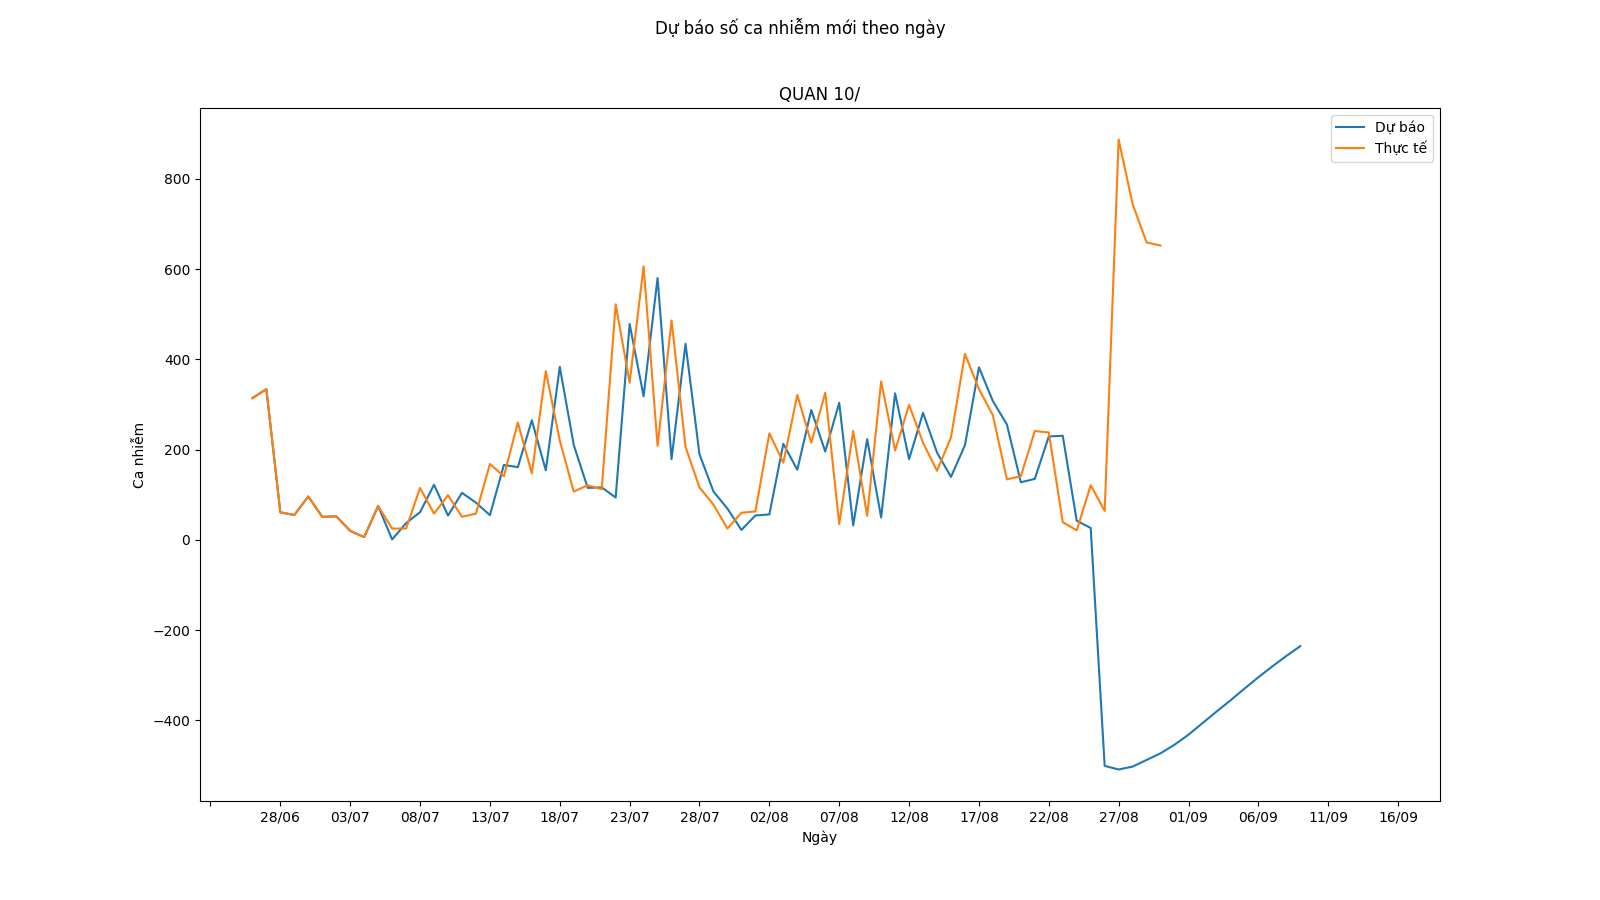 Dự báo số ca nhiễm mới theo ngày
QUAN 10/
Dự báo
Thực tế
800
600
400
200
0
−200
−400
Ca nhiễm
28/06 03/07 08/07 13/07 18/07 23/07 28/07 02/08 07/08 12/08 17/08 22/08 27/08 01/09 06/09 11/09 16/09
Ngày